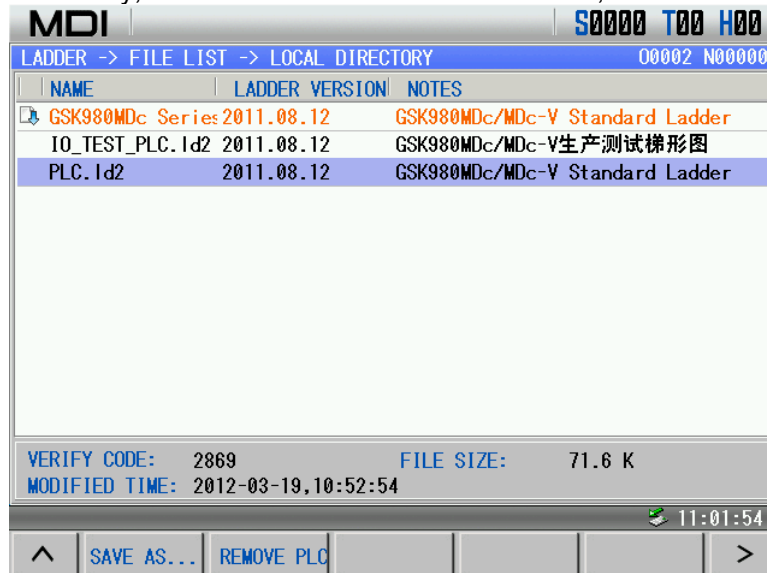 MDI S0000 T00 H00
LADDER -> FILE LIST -> LOCAL DIRECTORY O0002 N00000
NAME LADDER VERSION NOTES
GSK980MDc Series 2011.08.12 GSK980MDc/MDc-V Standard Ladder
IO_TEST_PLC.ld2 2011.08.12 GSK980MDc/MDc-V生产测试梯形图
PLC.ld2 2011.08.12 GSK980MDc/MDc-V Standard Ladder
VERIFY CODE: 2869 FILE SIZE: 71.6 K
MODIFIED TIME: 2012-03-19,10:52:54
11:01:54
^ SAVE AS... REMOVE PLC >